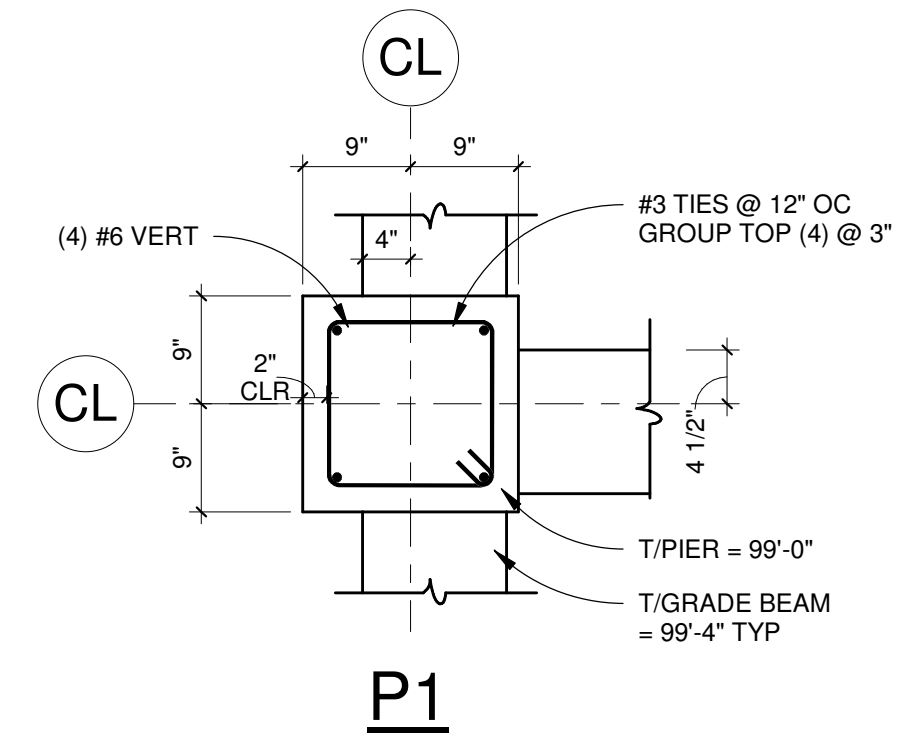 CL
9"
9"
#3 TIES @ 12" OC
GROUP TOP (4) @ 3"
(4) #6 VERT
4"
9"
2"
CLR
CL
9"
4 1/2"
T/PIER = 99'-0"
T/GRADE BEAM
= 99'-4" TYP
P1